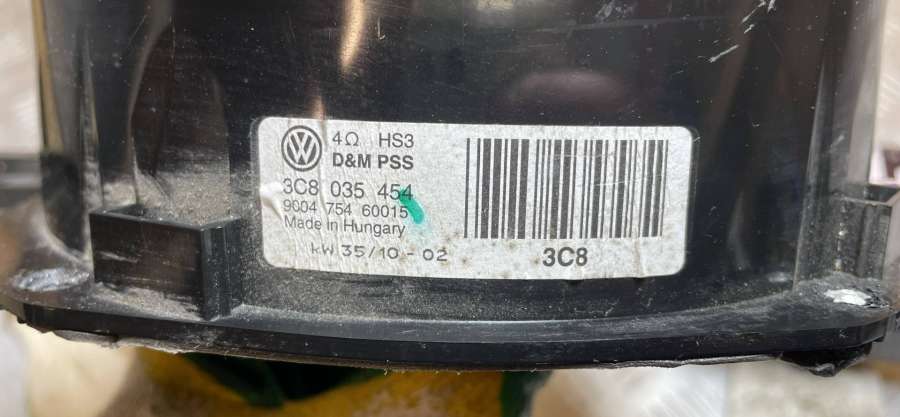 4Ω HS3
D&M PSS
3C8 035 454
9004 754 60015
Made in Hungary
KW 35/10 - 02
3C8